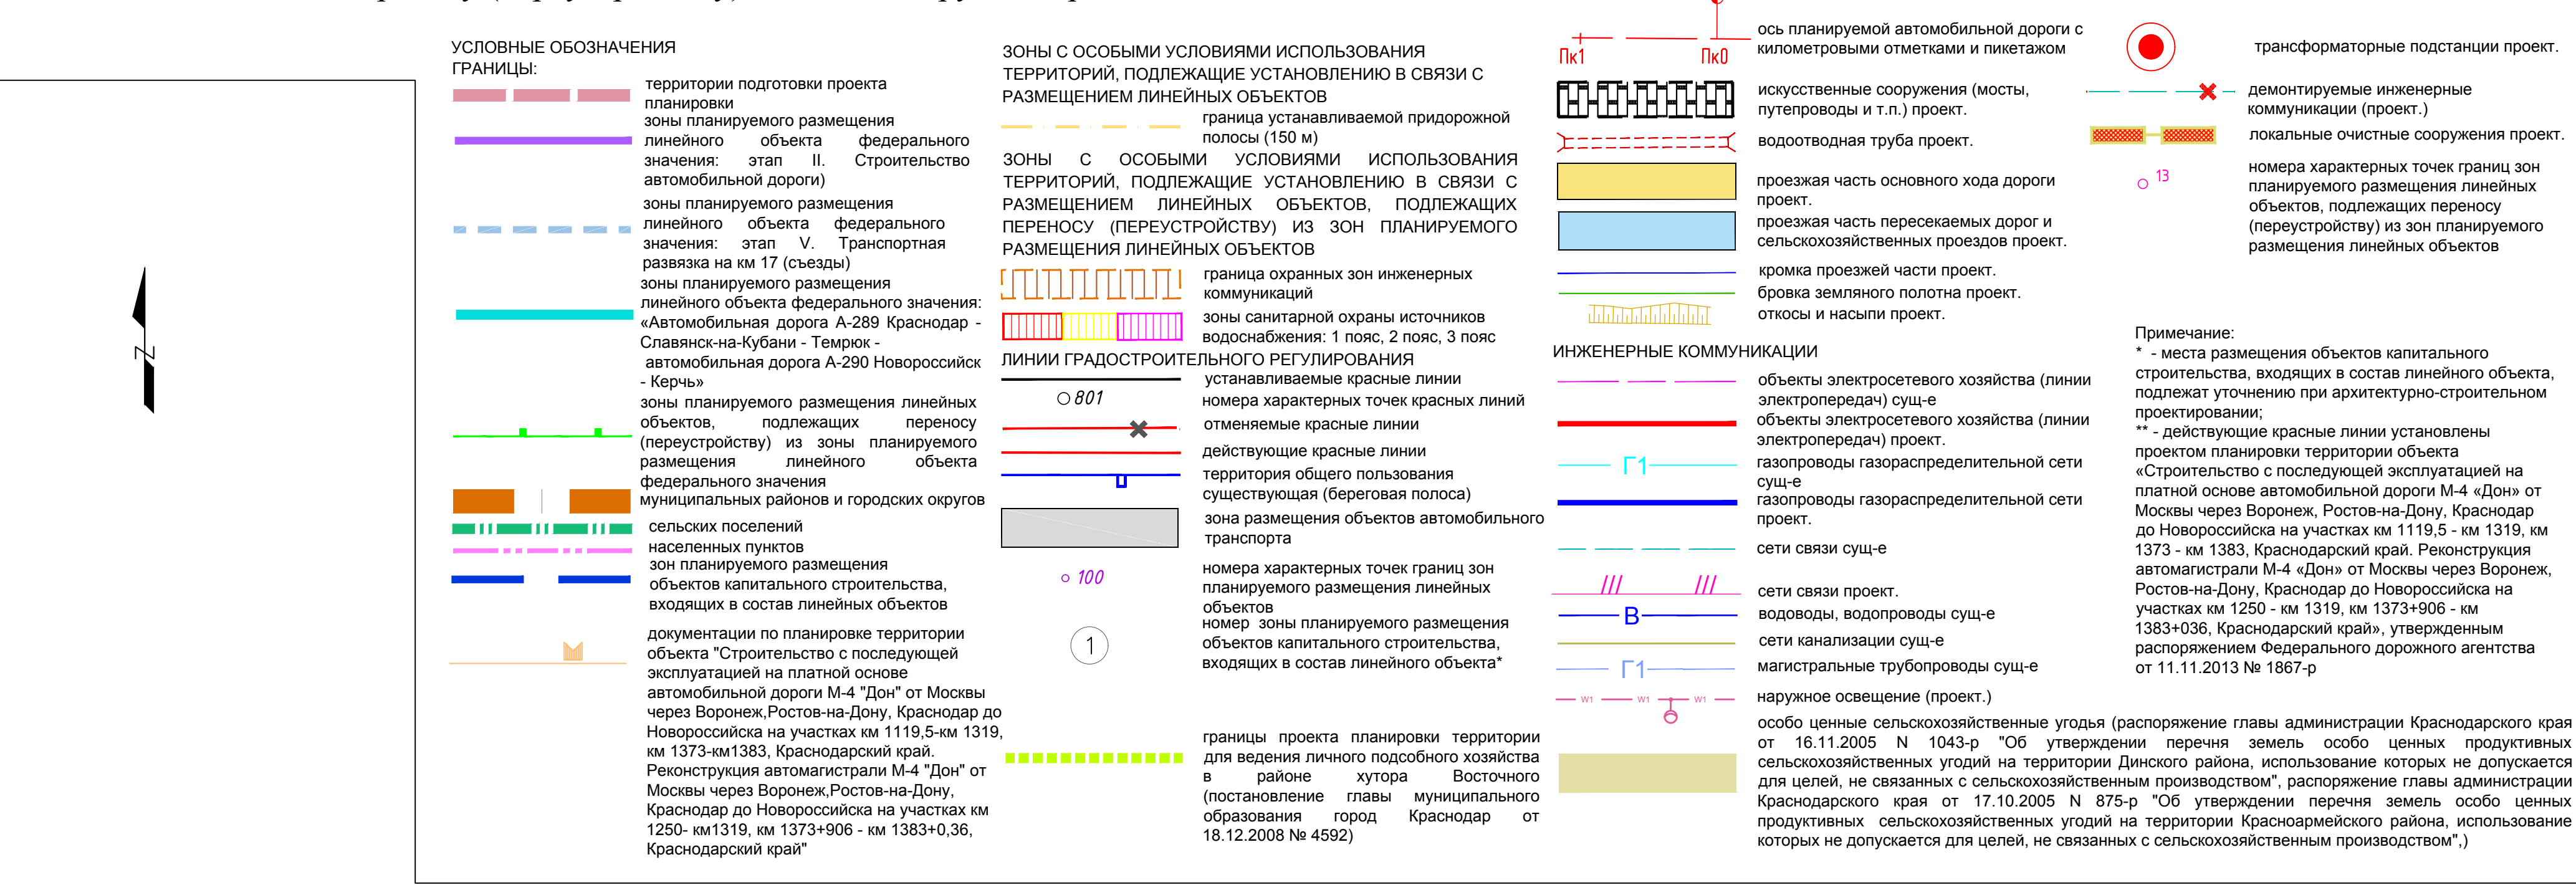 УСЛОВНЫЕ ОБОЗНАЧЕНИЯ
ГРАНИЦЫ:
территории подготовки проекта
планировки
зоны планируемого размещения
линейного объекта федерального
значения: этап II. Строительство
автомобильной дороги)
зоны планируемого размещения
линейного объекта федерального
значения: этап V. Транспортная
развязка на км 17 (съезды)
зоны планируемого размещения
линейного объекта федерального значения:
«Автомобильная дорога А-289 Краснодар -
Славянск-на-Кубани - Темрюк -
автомобильная дорога А-290 Новороссийск
- Керчь»
зоны планируемого размещения линейных
объектов, подлежащих переносу
(переустройству) из зоны планируемого
размещения линейного объекта
федерального значения
муниципальных районов и городских округов
сельских поселений
населенных пунктов
зон планируемого размещения
объектов капитального строительства,
входящих в состав линейных объектов
документации по планировке территории
объекта "Строительство с последующей
эксплуатацией на платной основе
автомобильной дороги М-4 "Дон" от Москвы
через Воронеж,Ростов-на-Дону, Краснодар до
Новороссийска на участках км 1119,5-км 1319,
км 1373-км1383, Краснодарский край.
Реконструкция автомагистрали М-4 "Дон" от
Москвы через Воронеж,Ростов-на-Дону,
Краснодар до Новороссийска на участках км
1250- км1319, км 1373+906 - км 1383+0,36,
Краснодарский край"
ЗОНЫ С ОСОБЫМИ УСЛОВИЯМИ ИСПОЛЬЗОВАНИЯ
ТЕРРИТОРИЙ, ПОДЛЕЖАЩИЕ УСТАНОВЛЕНИЮ В СВЯЗИ С
РАЗМЕЩЕНИЕМ ЛИНЕЙНЫХ ОБЪЕКТОВ
граница устанавливаемой придорожной
полосы (150 м)
ЗОНЫ С ОСОБЫМИ УСЛОВИЯМИ ИСПОЛЬЗОВАНИЯ
ТЕРРИТОРИЙ, ПОДЛЕЖАЩИЕ УСТАНОВЛЕНИЮ В СВЯЗИ С
РАЗМЕЩЕНИЕМ ЛИНЕЙНЫХ ОБЪЕКТОВ, ПОДЛЕЖАЩИХ
ПЕРЕНОСУ (ПЕРЕУСТРОЙСТВУ) ИЗ ЗОН ПЛАНИРУЕМОГО
РАЗМЕЩЕНИЯ ЛИНЕЙНЫХ ОБЪЕКТОВ
граница охранных зон инженерных
коммуникаций
зоны санитарной охраны источников
водоснабжения: 1 пояс, 2 пояс, 3 пояс
ЛИНИИ ГРАДОСТРОИТЕЛЬНОГО РЕГУЛИРОВАНИЯ
устанавливаемые красные линии
801 номера характерных точек красных линий
отменяемые красные линии
действующие красные линии
территория общего пользования
существующая (береговая полоса)
зона размещения объектов автомобильного
транспорта
100 номера характерных точек границ зон
планируемого размещения линейных
объектов
номер зоны планируемого размещения
1 объектов капитального строительства,
входящих в состав линейного объекта*
границы проекта планировки территории
для ведения личного подсобного хозяйства
в районе хутора Восточного
(постановление главы муниципального
образования город Краснодар от
18.12.2008 № 4592)
Пк1 Пк0
ось планируемой автомобильной дороги с
километровыми отметками и пикетажом
искусственные сооружения (мосты,
путепроводы и т.п.) проект.
водоотводная труба проект.
проезжая часть основного хода дороги
проект.
проезжая часть пересекаемых дорог и
сельскохозяйственных проездов проект.
кромка проезжей части проект.
бровка земляного полотна проект.
откосы и насыпи проект.
ИНЖЕНЕРНЫЕ КОММУНИКАЦИИ
объекты электросетевого хозяйства (линии
электропередач) сущ-е
объекты электросетевого хозяйства (линии
электропередач) проект.
Г1 газопроводы газораспределительной сети
сущ-е
газопроводы газораспределительной сети
проект.
сети связи сущ-е
сети связи проект.
В водоводы, водопроводы сущ-е
сети канализации сущ-е
Г1 магистральные трубопроводы сущ-е
W1 W1 W1 наружное освещение (проект.)
особо ценные сельскохозяйственные угодья (распоряжение главы администрации Краснодарского края
от 16.11.2005 N 1043-р "Об утверждении перечня земель особо ценных продуктивных
сельскохозяйственных угодий на территории Динского района, использование которых не допускается
для целей, не связанных с сельскохозяйственным производством", распоряжение главы администрации
Краснодарского края от 17.10.2005 N 875-р "Об утверждении перечня земель особо ценных
продуктивных сельскохозяйственных угодий на территории Красноармейского района, использование
которых не допускается для целей, не связанных с сельскохозяйственным производством",)
трансформаторные подстанции проект.
демонтируемые инженерные
коммуникации (проект.)
локальные очистные сооружения проект.
13 номера характерных точек границ зон
планируемого размещения линейных
объектов, подлежащих переносу
(переустройству) из зон планируемого
размещения линейных объектов
Примечание:
* - места размещения объектов капитального
строительства, входящих в состав линейного объекта,
подлежат уточнению при архитектурно-строительном
проектировании;
** - действующие красные линии установлены
проектом планировки территории объекта
«Строительство с последующей эксплуатацией на
платной основе автомобильной дороги М-4 «Дон» от
Москвы через Воронеж, Ростов-на-Дону, Краснодар
до Новороссийска на участках км 1119,5 - км 1319, км
1373 - км 1383, Краснодарский край. Реконструкция
автомагистрали М-4 «Дон» от Москвы через Воронеж,
Ростов-на-Дону, Краснодар до Новороссийска на
участках км 1250 - км 1319, км 1373+906 - км
1383+036, Краснодарский край», утвержденным
распоряжением Федерального дорожного агентства
от 11.11.2013 № 1867-р